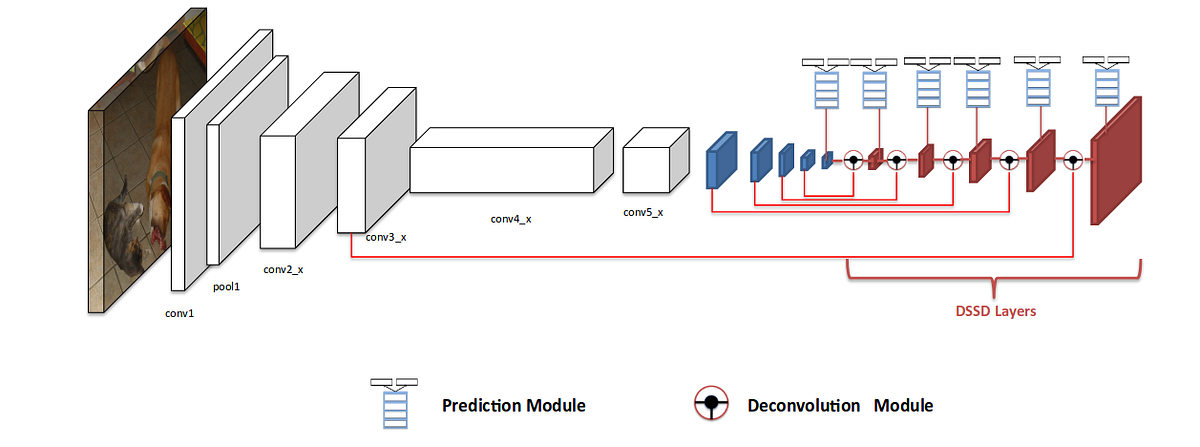 conv1
pool1
conv2_x
conv3_x
conv4_x
conv5_x
DSSD Layers
Prediction Module
Deconvolution Module